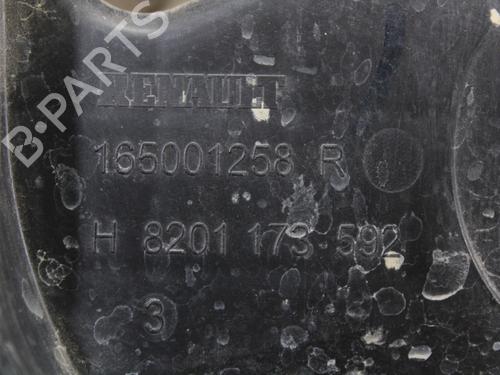 B-PARTS
RENAULT
165001258 R
H 8201 173 592
3